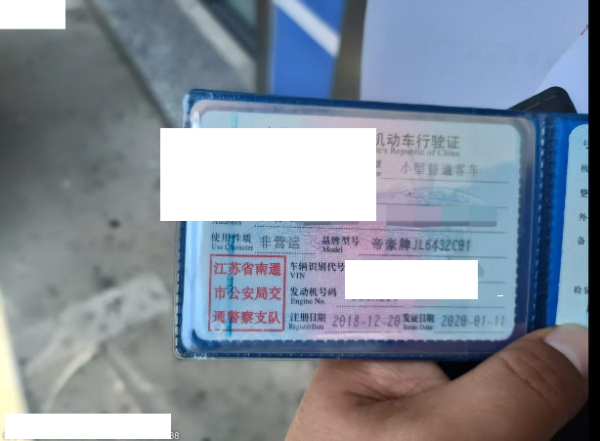 机动车行驶证
e's Republic of China
小型普通客车
Address
使用性质 非营运 品牌型号 帝豪牌JL6432C91
Use Character Model
江苏省南通
市公安局交
通警察支队
车辆识别代号
VIN
发动机号码
Engine No.
注册日期 2018-12-20 发证日期 2020-01-11
Register Date Issue Date
备
38